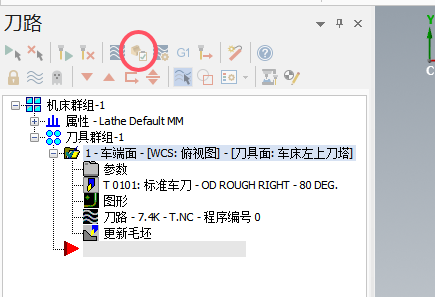 刀路
G1
机床群组-1
属性 - Lathe Default MM
刀具群组-1
1 - 车端面 - [WCS: 俯视图] - [刀具面: 车床左上刀塔]
参数
T 0101: 标准车刀 - OD ROUGH RIGHT - 80 DEG.
图形
刀路 - 7.4K - T.NC - 程序编号 0
更新毛坯
Y
C